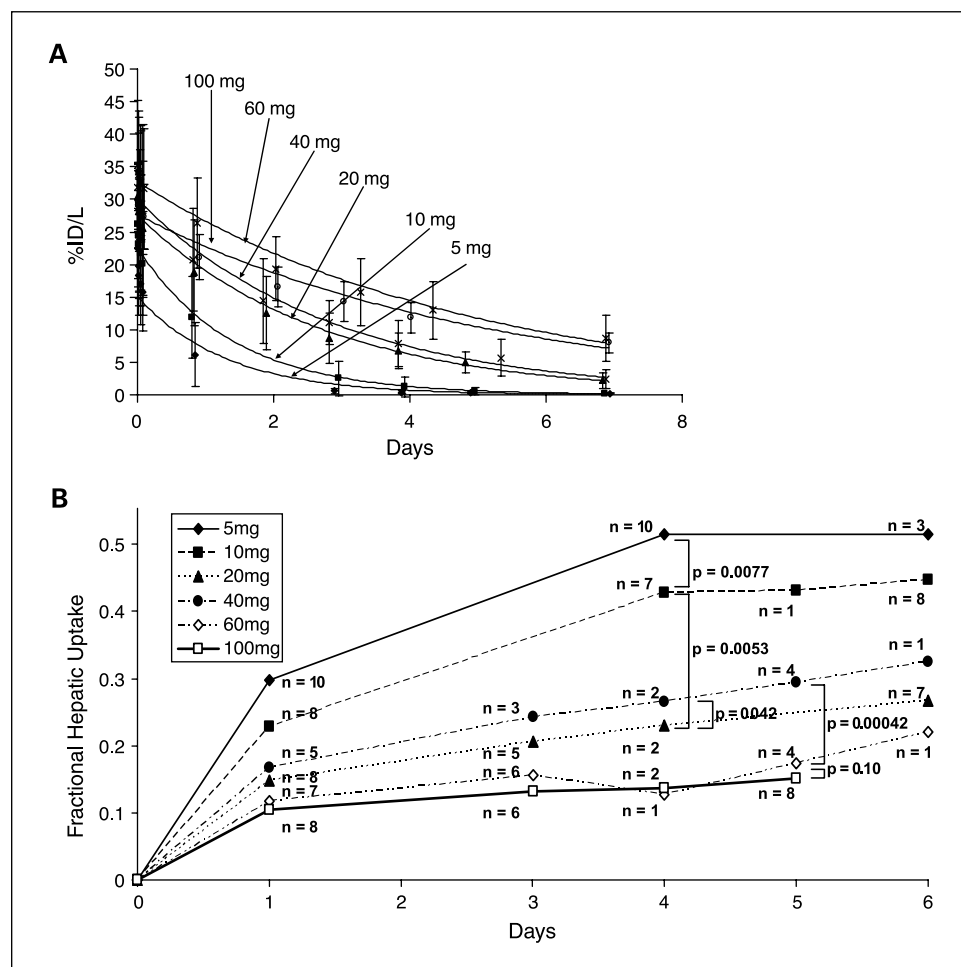 A
50
45
40
35
30
25
20
15
10
5
0
%ID/L
100 mg
60 mg
40 mg
20 mg
10 mg
5 mg
0 2 4 6 8
Days
B
0.5
0.4
0.3
0.2
0.1
0
Fractional Hepatic Uptake
5mg
10mg
20mg
40mg
60mg
100mg
n = 10
n = 3
p = 0.0077
n = 7
n = 1
n = 8
p = 0.0053
n = 10
n = 8
n = 3
n = 2
n = 4
n = 1
n = 7
p = 0.042
p = 0.00042
n = 5
n = 8
n = 7
n = 5
n = 6
n = 2
n = 2
n = 4
n = 1
p = 0.10
n = 8
n = 6
n = 1
n = 8
0 1 2 3 4 5 6
Days